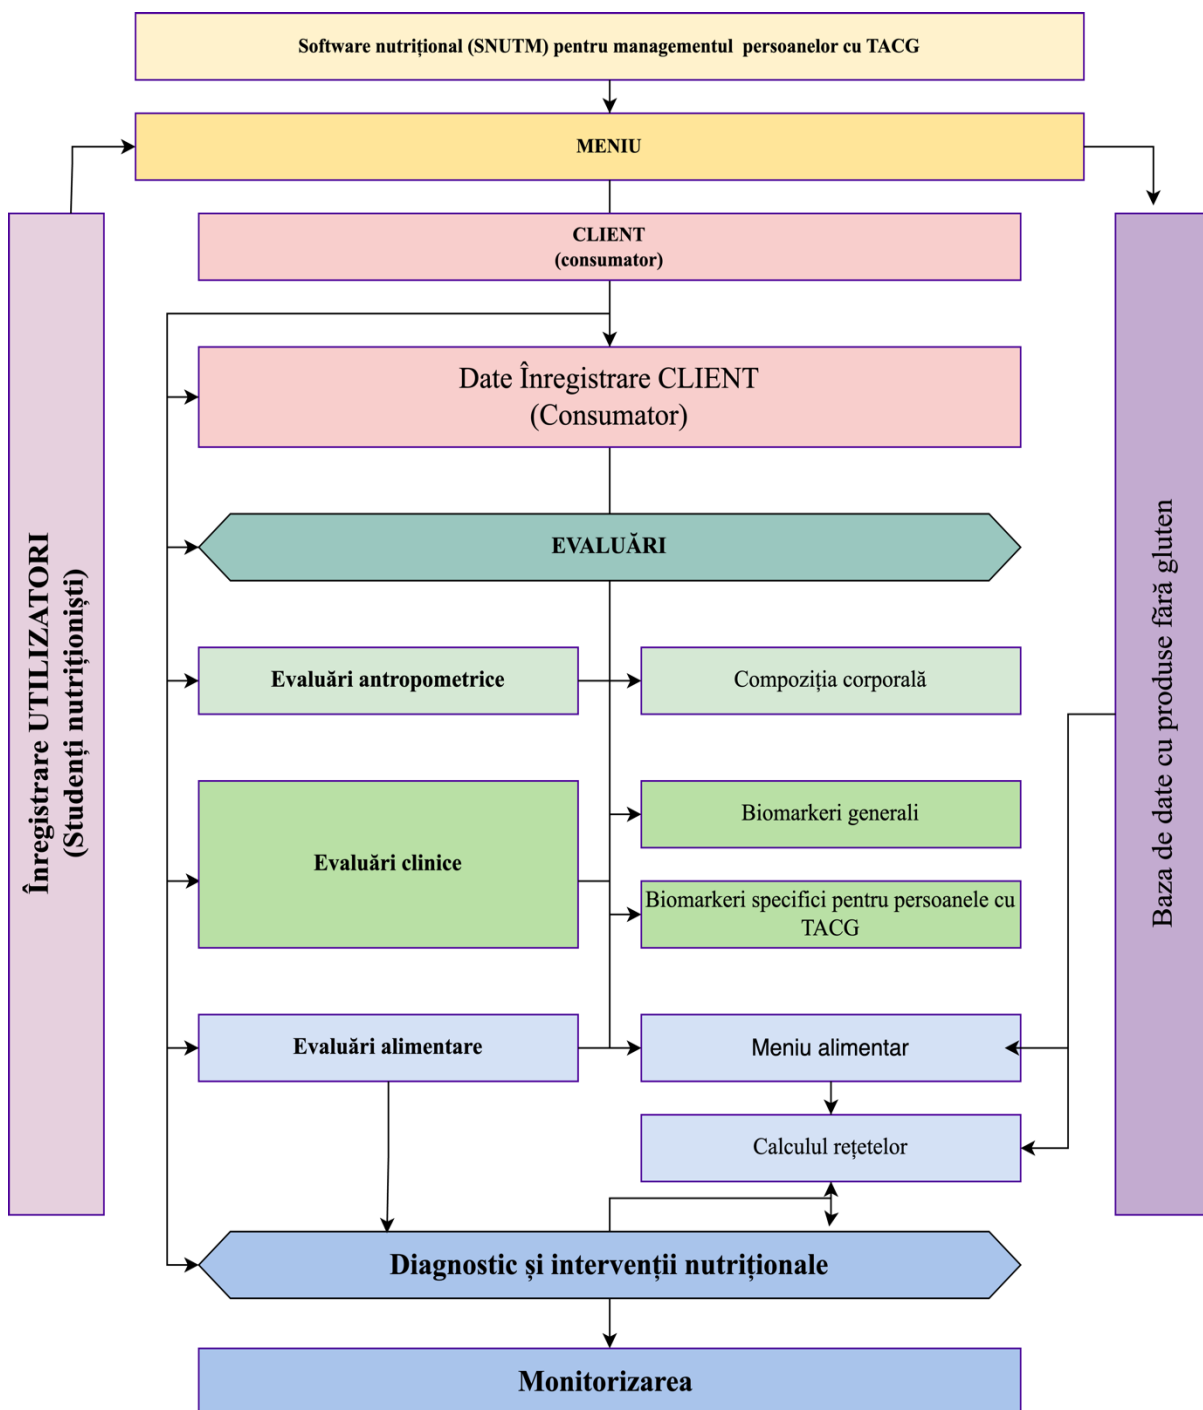 Software nutrițional (SNUTM) pentru managementul persoanelor cu TACG
MENIU
CLIENT
(consumator)
Date Înregistrare CLIENT
(Consumator)
EVALUĂRI
Evaluări antropometrice
Compoziția corporală
Evaluări clinice
Biomarkeri generali
Biomarkeri specifici pentru persoanele cu
TACG
Evaluări alimentare
Meniu alimentar
Calculul rețetelor
Diagnostic și intervenții nutriționale
Monitorizarea
Înregistrare UTILIZATORI
(Studenți nutriționiști)
Baza de date cu produse fără gluten